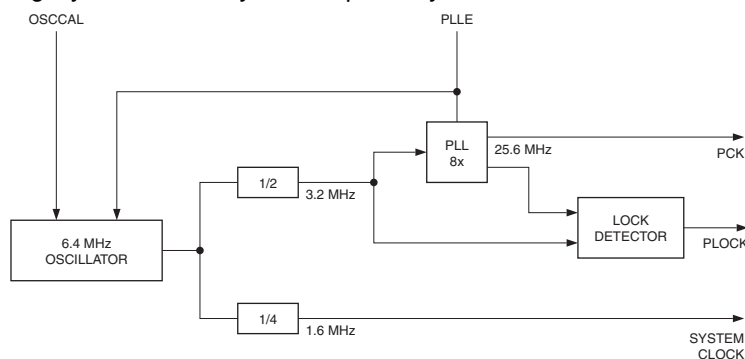 OSCCAL
PLLE
PLL
8x
25.6 MHz
PCK
1/2
3.2 MHz
LOCK
DETECTOR
PLOCK
6.4 MHz
OSCILLATOR
1/4
1.6 MHz
SYSTEM
CLOCK